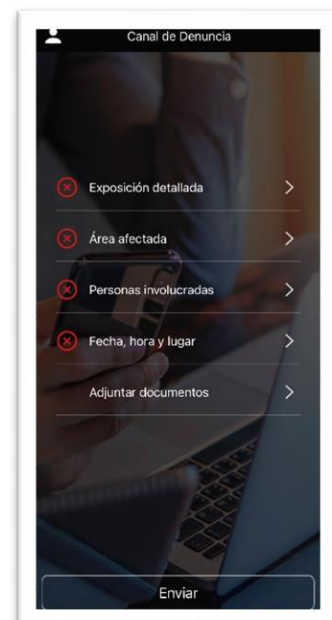 Canal de Denuncia
Exposición detallada
Área afectada
Personas involucradas
Fecha, hora y lugar
Adjuntar documentos
Enviar